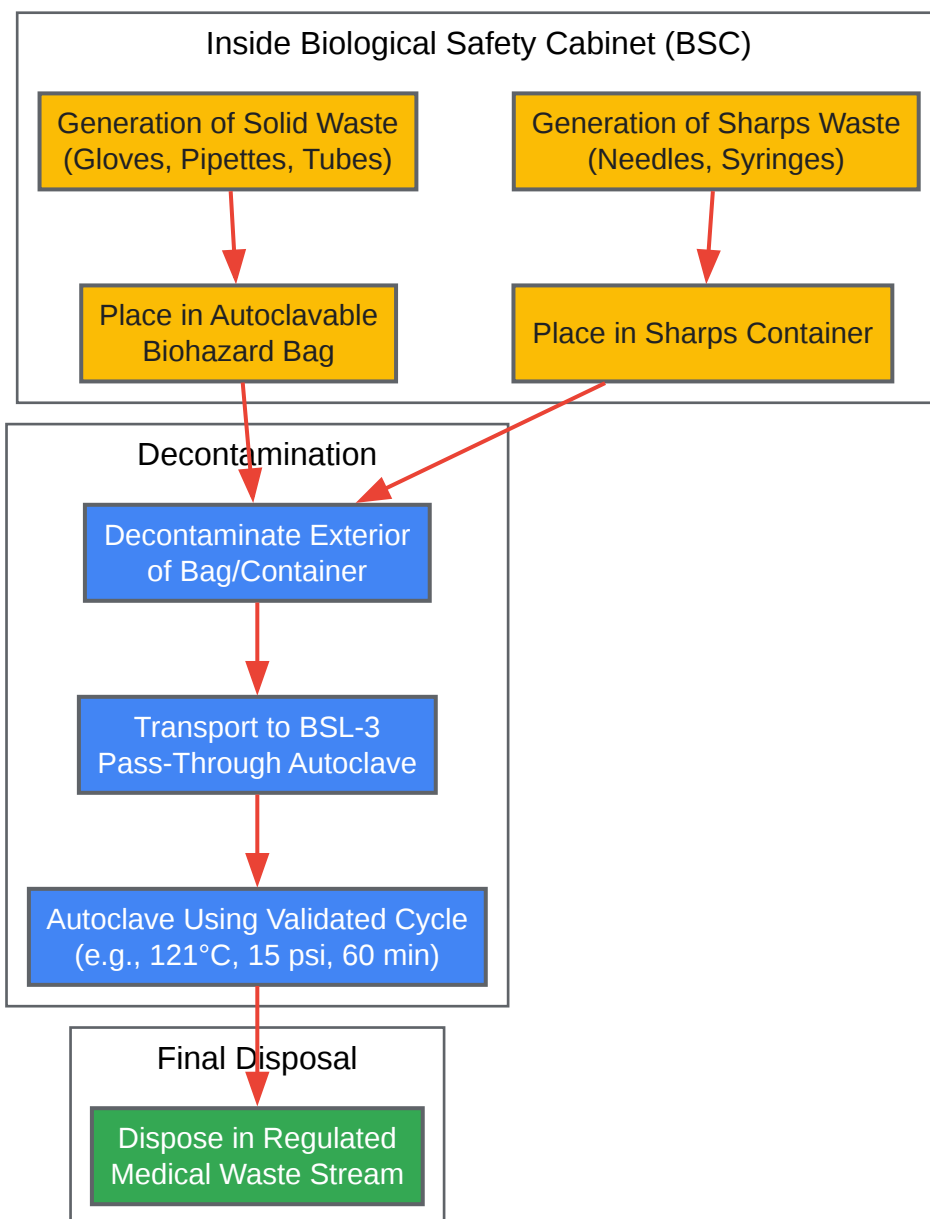 Inside Biological Safety Cabinet (BSC)
Generation of Solid Waste
(Gloves, Pipettes, Tubes)
Generation of Sharps Waste
(Needles, Syringes)
Place in Autoclavable
Biohazard Bag
Place in Sharps Container
Decontamination
Decontaminate Exterior
of Bag/Container
Transport to BSL-3
Pass-Through Autoclave
Autoclave Using Validated Cycle
(e.g., 121°C, 15 psi, 60 min)
Final Disposal
Dispose in Regulated
Medical Waste Stream